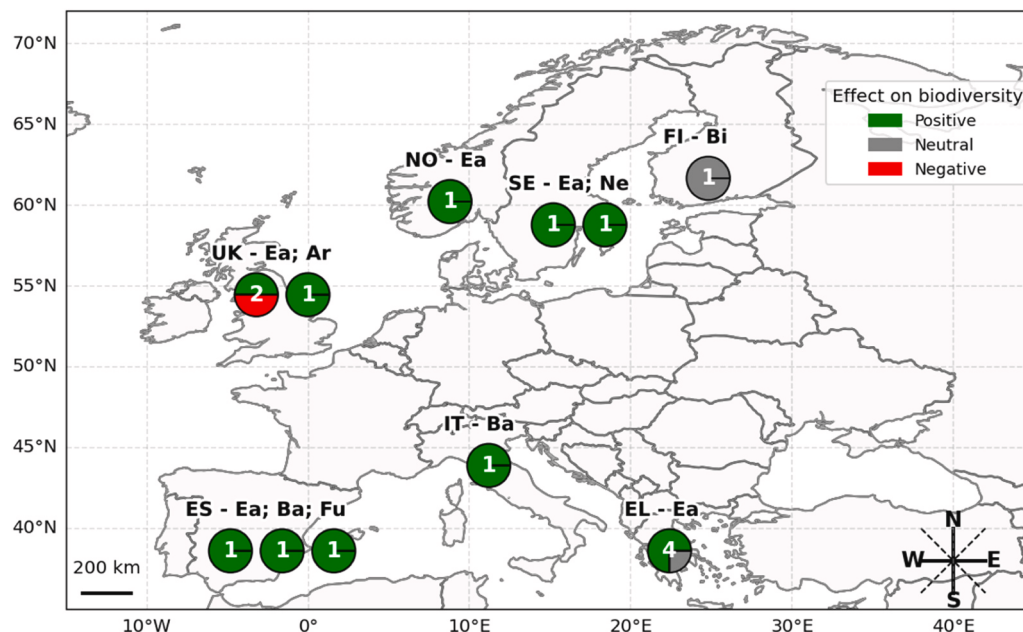 70°N
65°N
60°N
55°N
50°N
45°N
40°N
Effect on biodiversity
Positive
Neutral
Negative
FI - Bi
1
NO - Ea
1
SE - Ea; Ne
1 1
UK - Ea; Ar
2 1
IT - Ba
1
ES - Ea; Ba; Fu
1 1 1
EL - Ea
4
N
W E
S
200 km
10°W 0° 10°E 20°E 30°E 40°E